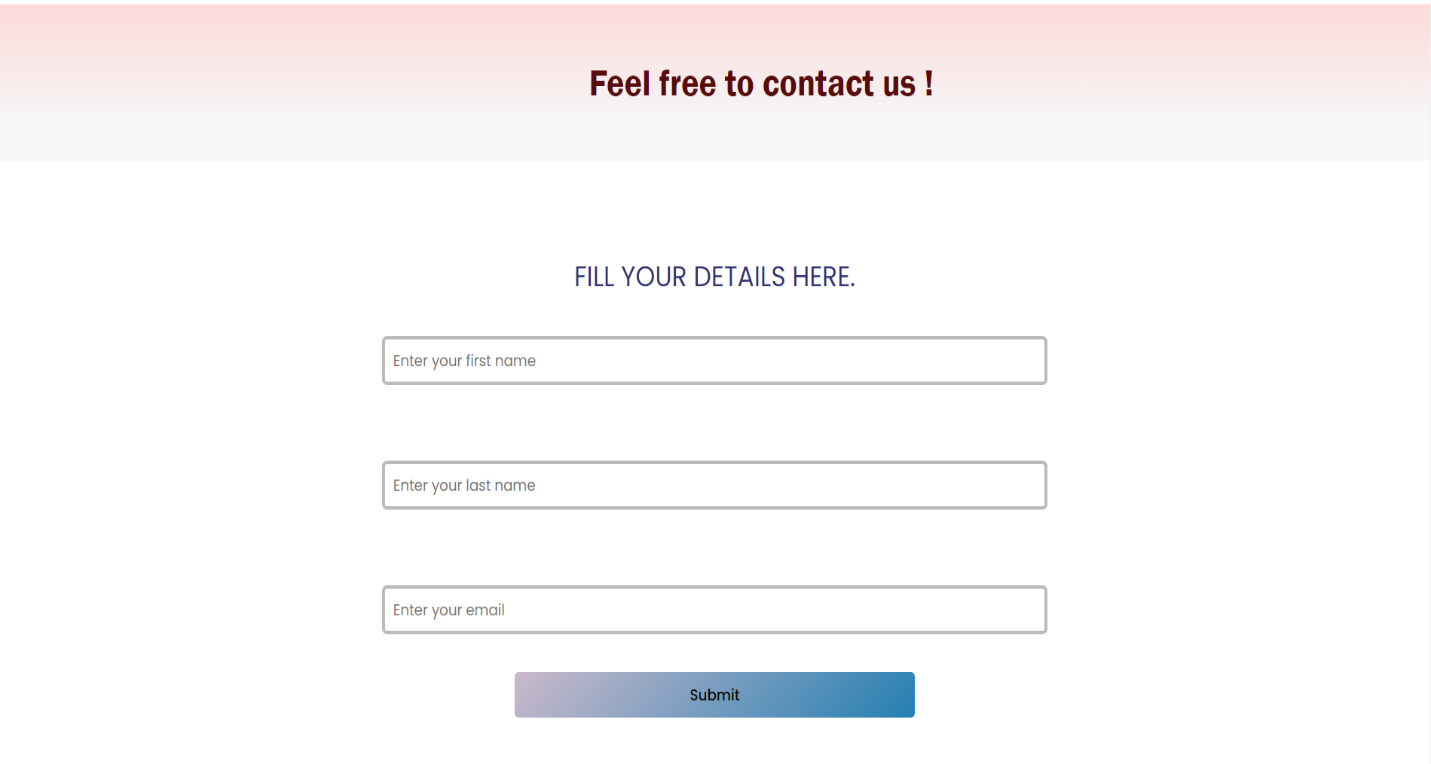 Feel free to contact us !
FILL YOUR DETAILS HERE.
Enter your first name
Enter your last name
Enter your email
Submit